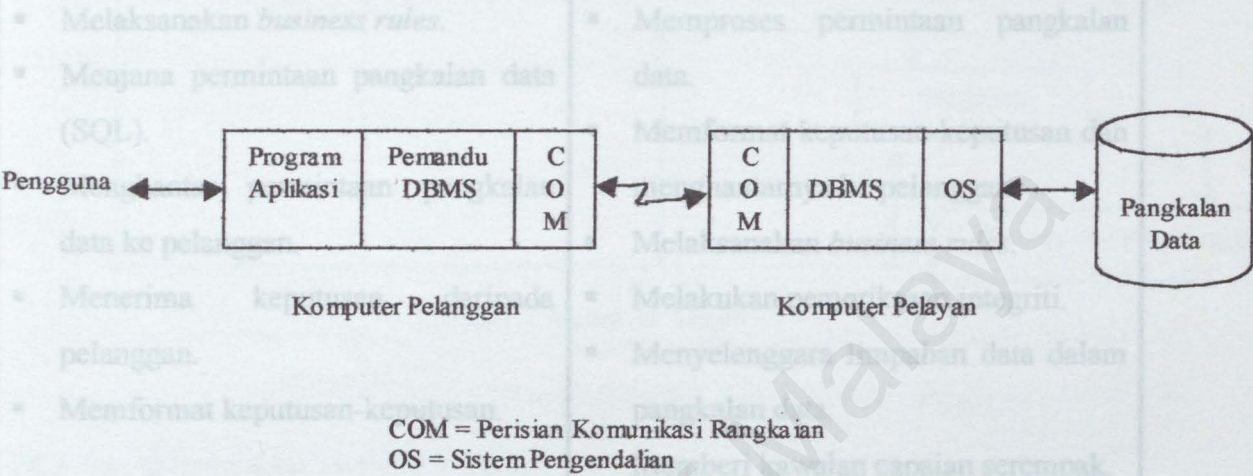 Melaksanakan business rules.
Memproses permintaan pangkalan
data.
Menjana permintaan pangkalan data
(SQL).
Memformat keputusan-keputusan dan
pangkalan
data ke pelanggan.
Melaksanakan business rules.
Menerima keputusan daripada
pelanggan.
Melakukan integriti.
Menyelenggara data dalam
pangkalan data.
Memformat keputusan-keputusan.
Memberi kawalan capaian serempak.
Pengguna
Program
Aplikasi
Pemandu
DBMS
C
O
M
C
O
M
DBMS
OS
Pangkalan
Data
Komputer Pelanggan
Komputer Pelayan
COM = Perisian Komunikasi Rangkaian
OS = Sistem Pengendalian
Malaya